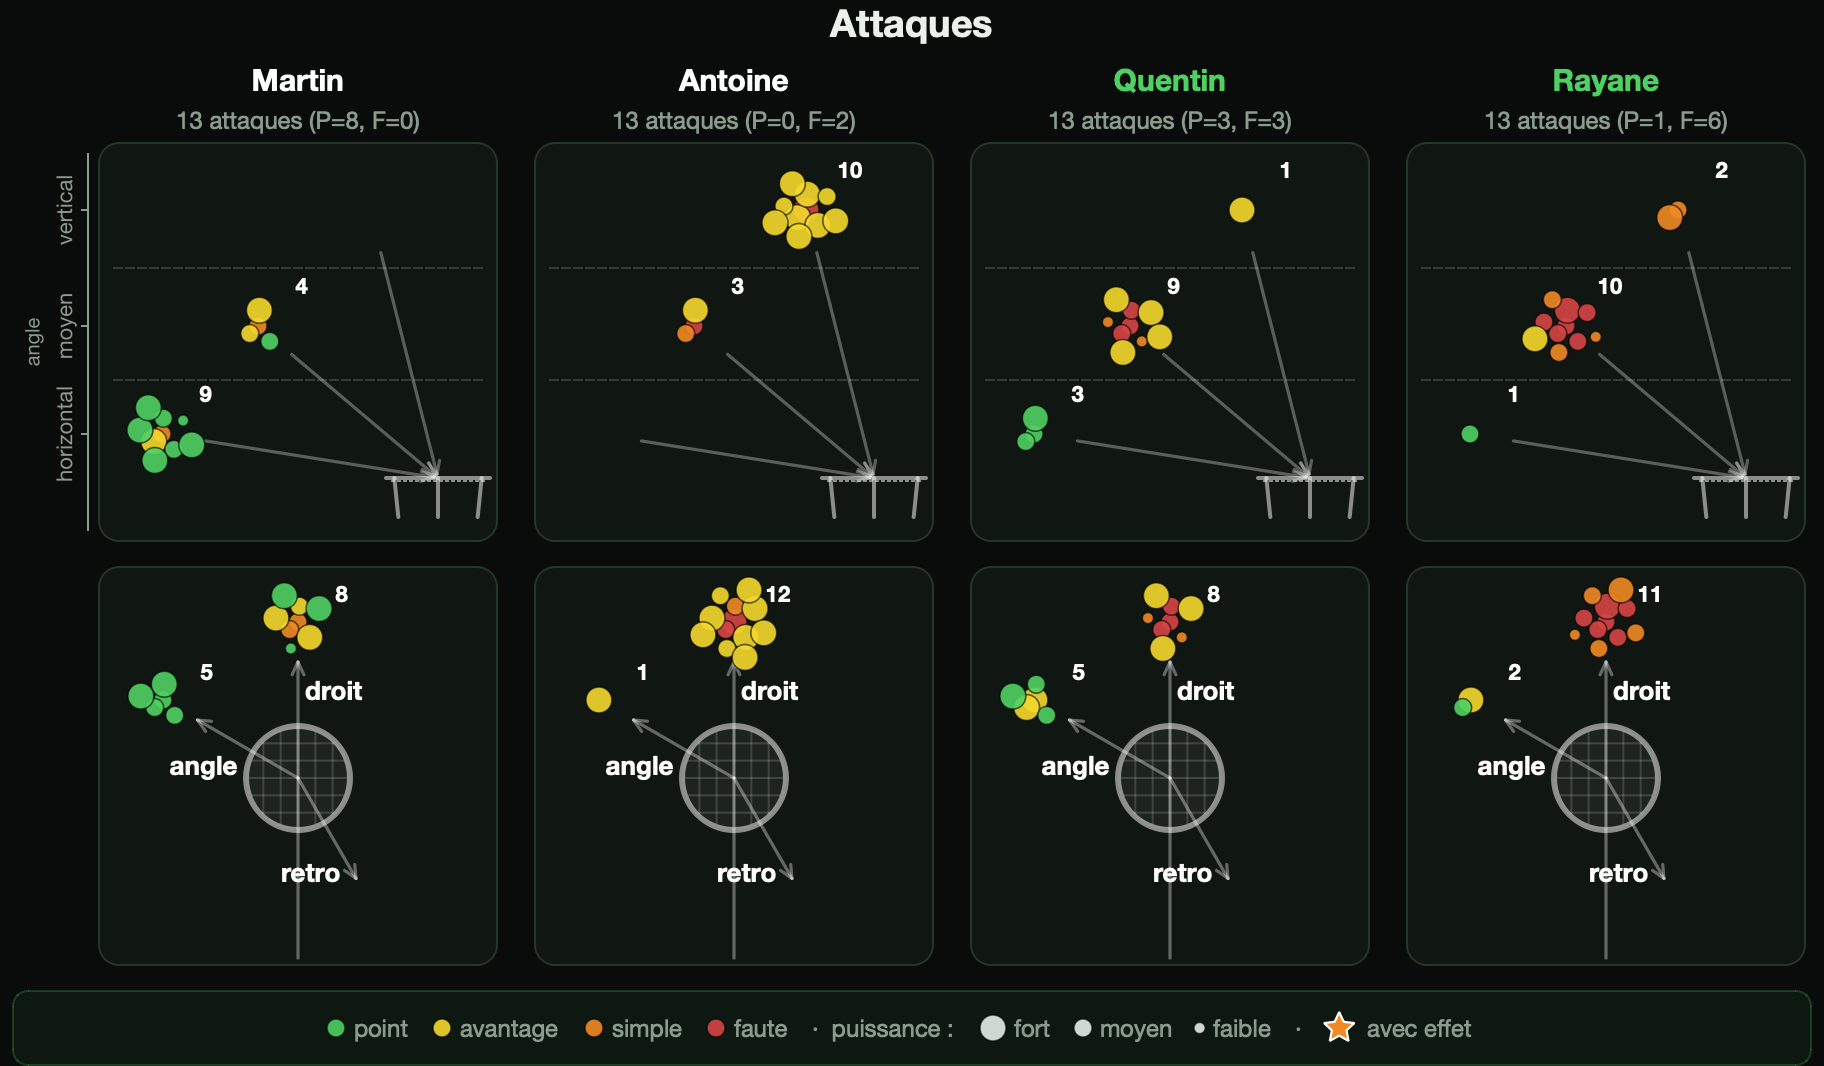 Attaques
Martin
Antoine
Quentin
Rayane
13 attaques (P=8, F=0)
13 attaques (P=0, F=2)
13 attaques (P=3, F=3)
13 attaques (P=1, F=6)
angle
vertical
moyen
horizontal
4
9
10
3
1
9
3
2
10
1
8
5
droit
angle
retro
12
1
droit
angle
retro
8
5
droit
angle
retro
11
2
droit
angle
retro
point avantage simple faute · puissance : fort moyen faible · avec effet